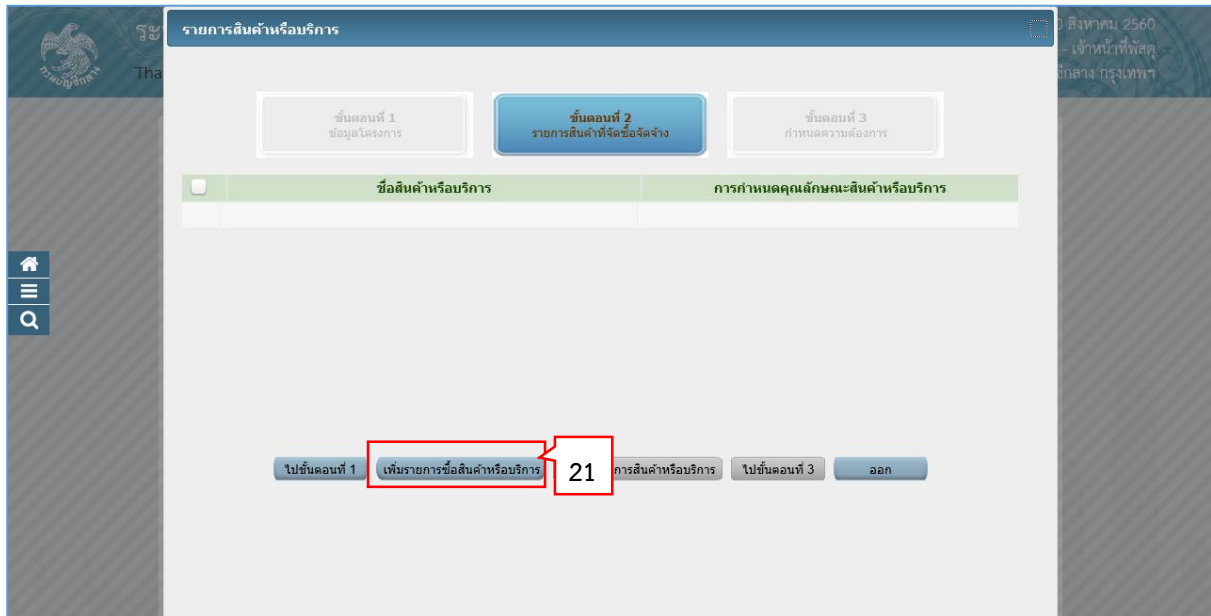 รายการสินค้าหรือบริการ
สิงหาคม 2560
- เจ้าหน้าที่พัสดุ
กรุงเทพฯ
Tha
กรมบัญชีกลาง
ขั้นตอนที่ 1
ข้อมูลโครงการ
ขั้นตอนที่ 2
รายการสินค้าที่จัดซื้อจัดจ้าง
ขั้นตอนที่ 3
กำหนดความต้องการ
ชื่อสินค้าหรือบริการ
การกำหนดคุณลักษณะสินค้าหรือบริการ
ไปขั้นตอนที่ 1
เพิ่มรายการซื้อสินค้าหรือบริการ
21
การสินค้าหรือบริการ
ไปขั้นตอนที่ 3
ออก